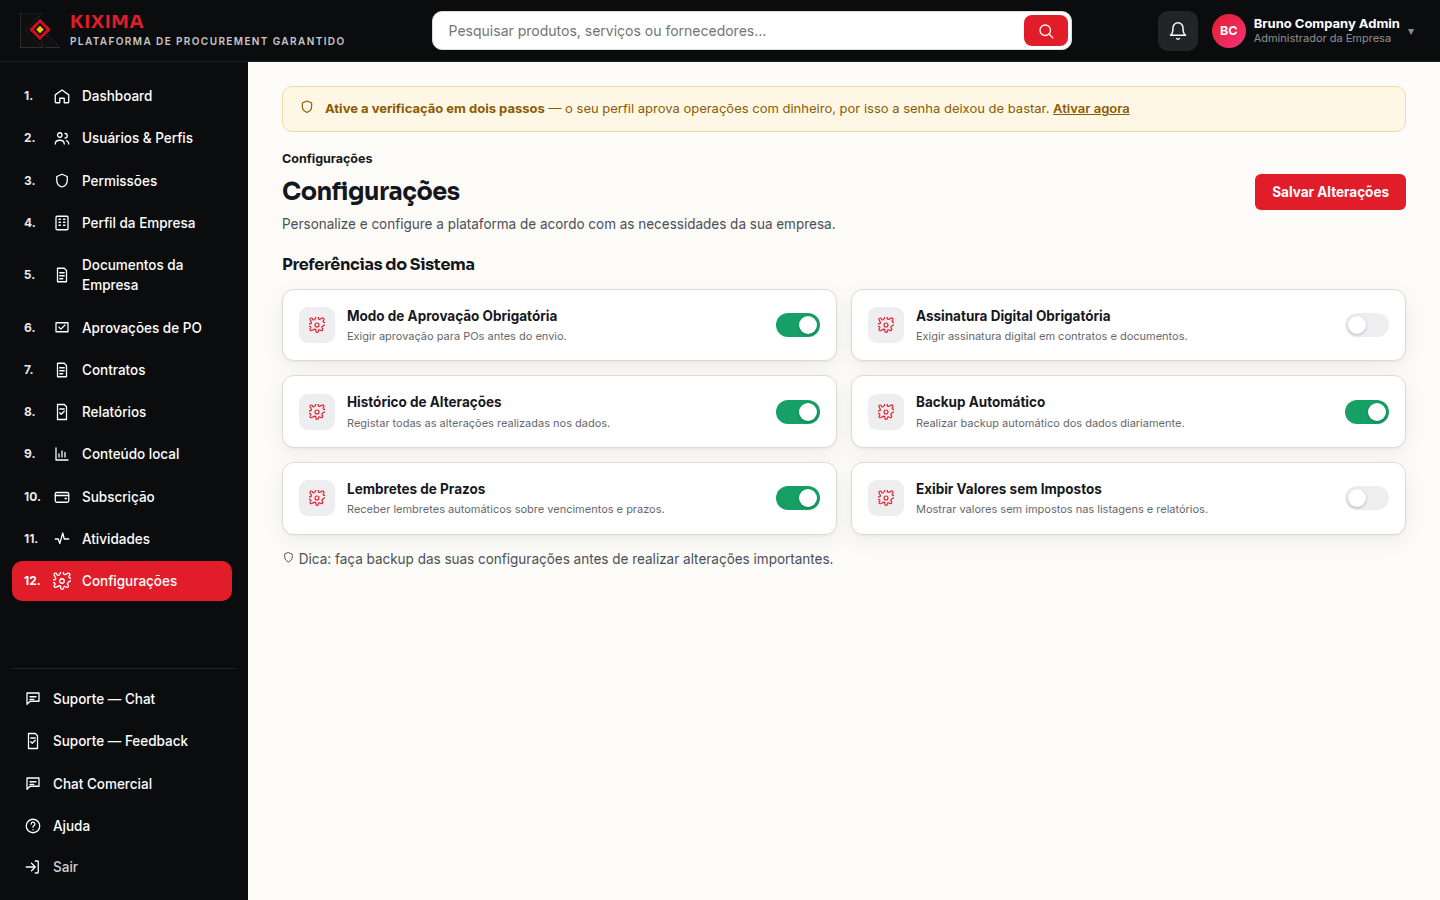 KIXIMA
PLATAFORMA DE PROCUREMENT GARANTIDO
Pesquisar produtos, serviços ou fornecedores...
BC
Bruno Company Admin
Administrador da Empresa
1. Dashboard
2. Usuários & Perfis
3. Permissões
4. Perfil da Empresa
5. Documentos da
Empresa
6. Aprovações de PO
7. Contratos
8. Relatórios
9. Conteúdo local
10. Subscrição
11. Atividades
12. Configurações
Suporte — Chat
Suporte — Feedback
Chat Comercial
Ajuda
Sair
Ative a verificação em dois passos — o seu perfil aprova operações com dinheiro, por isso a senha deixou de bastar. Ativar agora
Configurações
Configurações
Salvar Alterações
Personalize e configure a plataforma de acordo com as necessidades da sua empresa.
Preferências do Sistema
Modo de Aprovação Obrigatória
Exigir aprovação para POs antes do envio.
Assinatura Digital Obrigatória
Exigir assinatura digital em contratos e documentos.
Histórico de Alterações
Registar todas as alterações realizadas nos dados.
Backup Automático
Realizar backup automático dos dados diariamente.
Lembretes de Prazos
Receber lembretes automáticos sobre vencimentos e prazos.
Exibir Valores sem Impostos
Mostrar valores sem impostos nas listagens e relatórios.
Dica: faça backup das suas configurações antes de realizar alterações importantes.